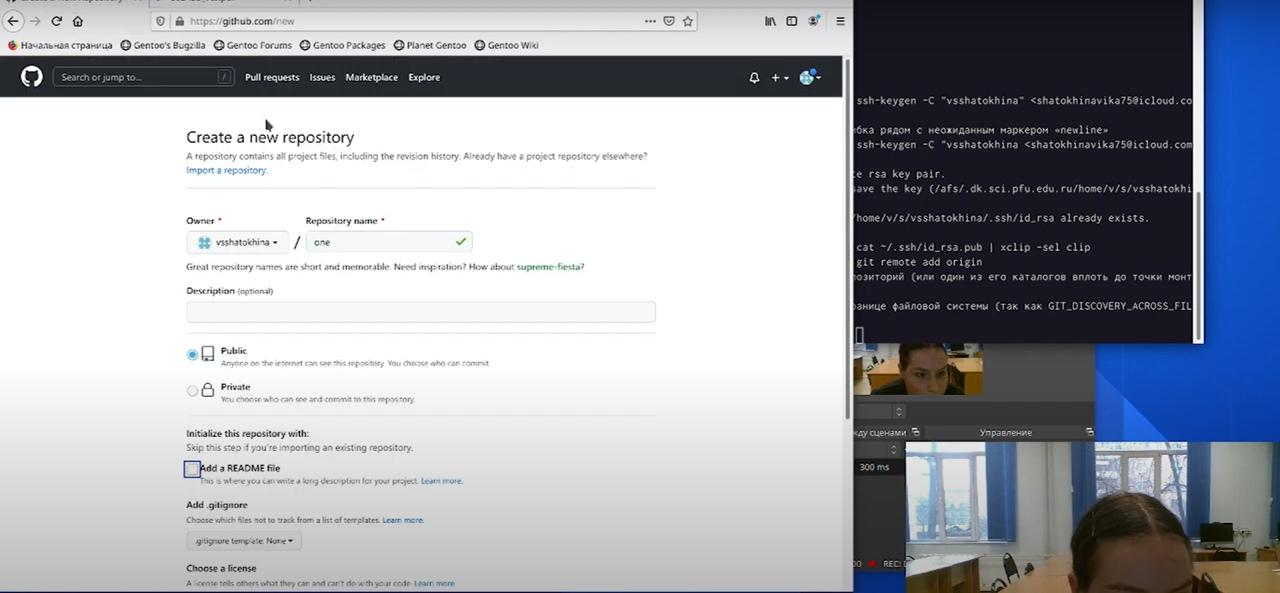 https://github.com/new
Начальная страница Gentoo's Bugzilla Gentoo Forums Gentoo Packages Planet Gentoo Gentoo Wiki
Search or jump to... /
Pull requests Issues Marketplace Explore
Create a new repository
A repository contains all project files, including the revision history. Already have a project repository elsewhere?
Import a repository.
Owner *
Repository name *
vsshatokhina / one
Great repository names are short and memorable. Need inspiration? How about supreme-fiesta?
Description (optional)
Public
Anyone on the internet can see this repository. You choose who can commit.
Private
You choose who can see and commit to this repository.
Initialize this repository with:
Skip this step if you're importing an existing repository.
Add a README file
This is where you can write a long description for your project. Learn more.
Add .gitignore
Choose which files not to track from a list of templates. Learn more.
.gitignore template: None
Choose a license
A license tells others what they can and can't do with your code. Learn more.
ssh-keygen -C "vsshatokhina" <shatokhinavika75@icloud.co
бка рядом с неожиданным маркером «newline»
ssh-keygen -C "vsshatokhina <shatokhinavika75@icloud.com
te rsa key pair.
save the key (/afs/.dk.sci.pfu.edu.ru/home/v/s/vsshatokhi
/home/v/s/vsshatokhina/.ssh/id_rsa already exists.
cat ~/.ssh/id_rsa.pub | xclip -sel clip
git remote add origin
позиторий (или один из его каталогов вплоть до точки монт
ранице файловой системы (так как GIT_DISCOVERY_ACROSS_FIL
жду сценами Управление
300 ms
REC: